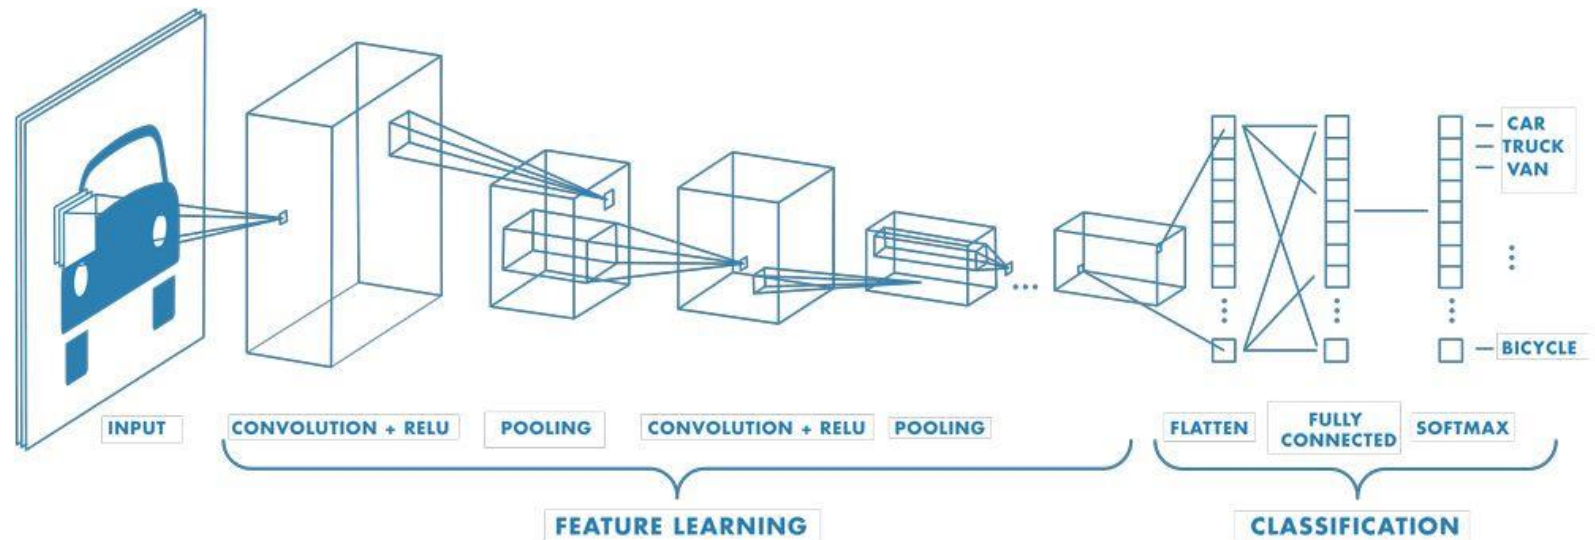 CAR
TRUCK
VAN
BICYCLE
INPUT
CONVOLUTION + RELU
POOLING
CONVOLUTION + RELU
POOLING
FLATTEN
FULLY
CONNECTED
SOFTMAX
FEATURE LEARNING
CLASSIFICATION